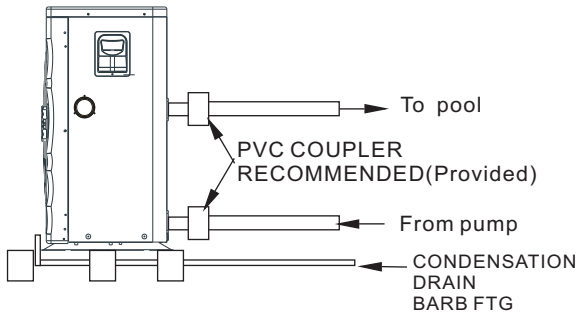 To pool
PVC COUPLER
RECOMMENDED(Provided)
From pump
CONDENSATION
DRAIN
BARB FTG